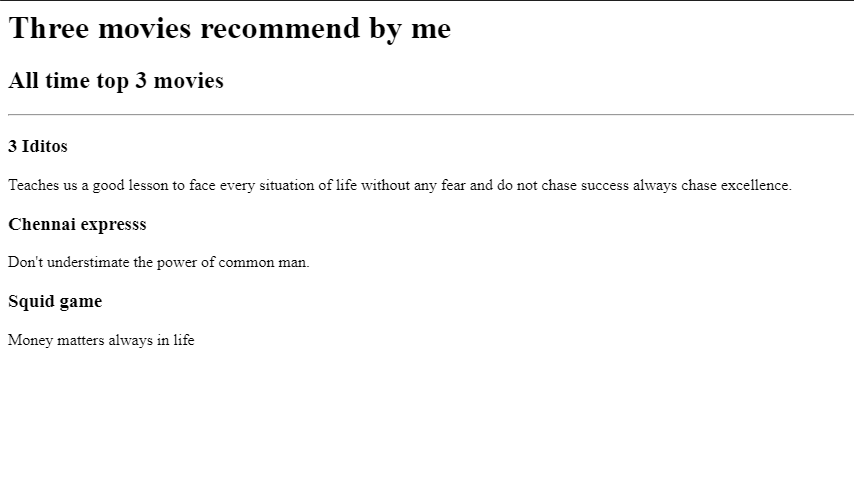 Three movies recommend by me
All time top 3 movies
3 Iditos
Teaches us a good lesson to face every situation of life without any fear and do not chase success always chase excellence.
Chennai expresss
Don't understimate the power of common man.
Squid game
Money matters always in life